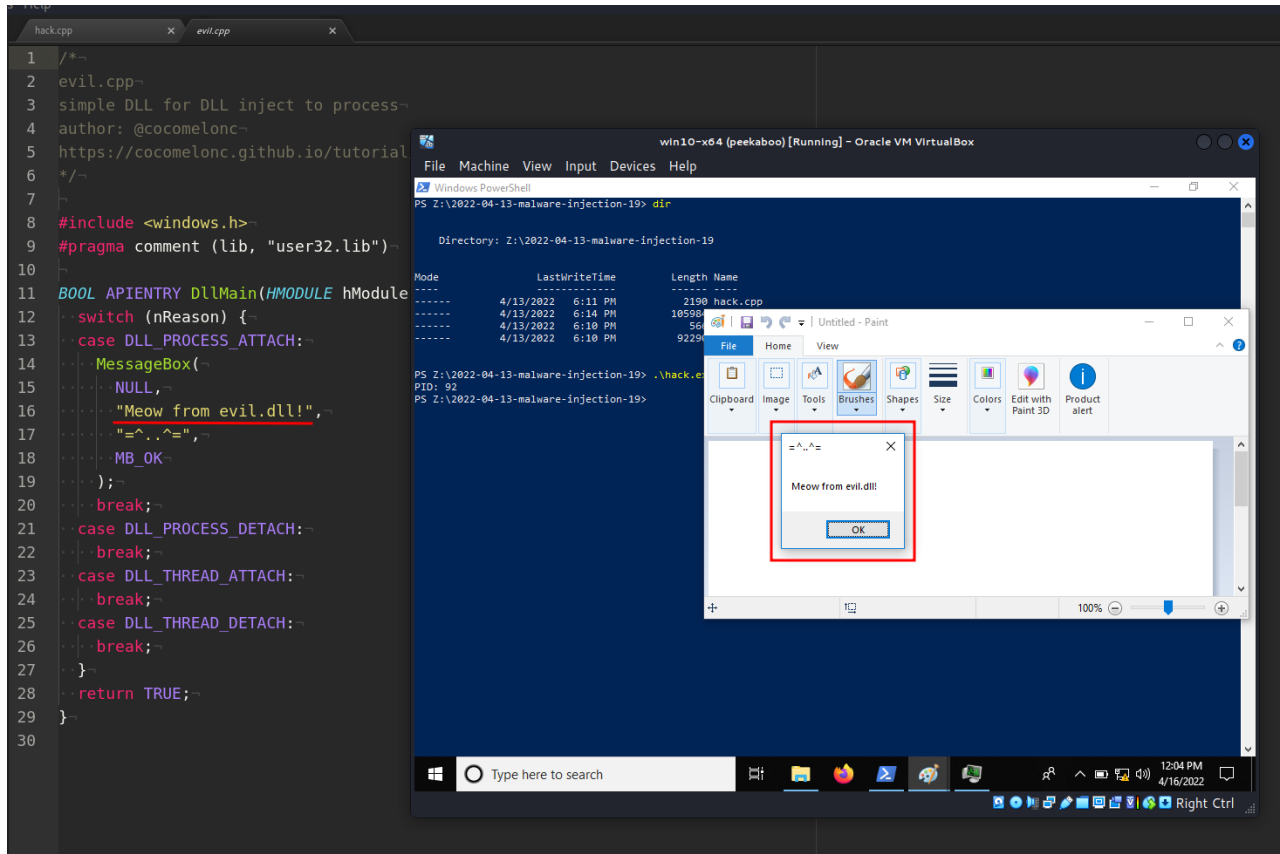 Help
hack.cpp
evil.cpp
1 /*
2 evil.cpp
3 simple DLL for DLL inject to process
4 author: @cocomelonc
5 https://cocomelonc.github.io/tutorial
6 */
7
8 #include <windows.h>
9 #pragma comment (lib, "user32.lib")
10
11 BOOL APIENTRY DllMain(HMODULE hModule
12 switch (nReason) {
13 case DLL_PROCESS_ATTACH:
14 MessageBox(
15 NULL,
16 "Meow from evil.dll!",
17 "=^..^=",
18 MB_OK
19 );
20 break;
21 case DLL_PROCESS_DETACH:
22 break;
23 case DLL_THREAD_ATTACH:
24 break;
25 case DLL_THREAD_DETACH:
26 break;
27 }
28 return TRUE;
29 }
30
win10-x64 (peekaboo) [Running] - Oracle VM VirtualBox
File Machine View Input Devices Help
Windows PowerShell
PS Z:\2022-04-13-malware-injection-19> dir
Directory: Z:\2022-04-13-malware-injection-19
Mode LastWriteTime Length Name
---- ------------- ------ ----
------ 4/13/2022 6:11 PM 2190 hack.cpp
------ 4/13/2022 6:14 PM
------ 4/13/2022 6:10 PM
------ 4/13/2022 6:10 PM
PS Z:\2022-04-13-malware-injection-19> .\hack.e
PID: 92
PS Z:\2022-04-13-malware-injection-19>
Untitled - Paint
File Home View
Clipboard Image Tools Brushes Shapes Size Colors Edit with Paint 3D Product alert
=^..^=
Meow from evil.dll!
OK
100%
Type here to search
12:04 PM
4/16/2022
Right Ctrl